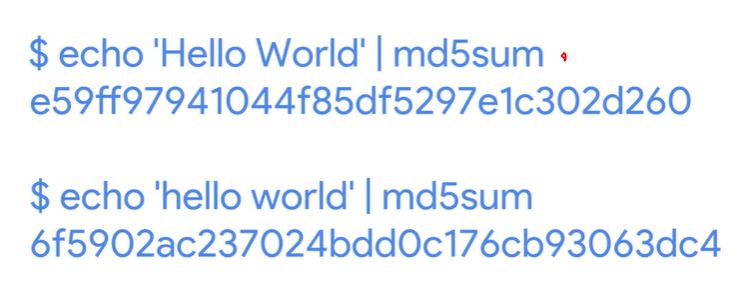 $ echo 'Hello World' | md5sum
e59ff97941044f85df5297e1c302d260
$ echo 'hello world' | md5sum
6f5902ac237024bdd0c176cb93063dc4